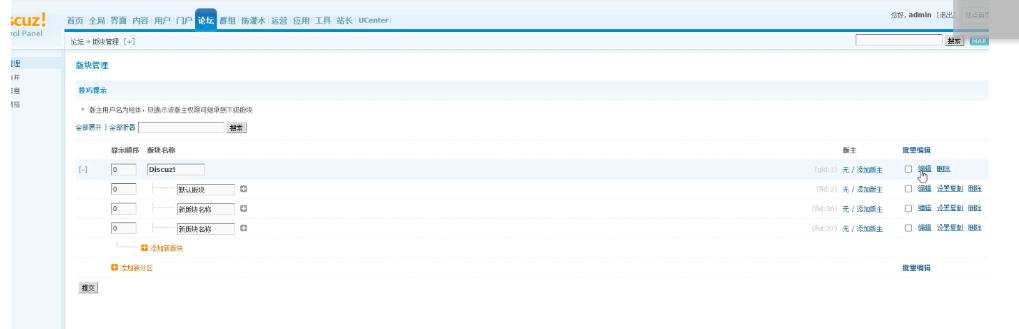 cuz! 首页 全局 界面 内容 用户 门户 论坛 群组 防灌水 运营 应用 工具 站长 UCenter 您好, admin [退出]
rol Panel
论坛 » 版块管理 [+] 搜索 MAP
版块管理
技巧提示
版主用户名为粗体，则表示该版主权限可继承到下级版块
全部展开 | 全部折叠 搜索
显示顺序 版块名称 版主 批量编辑
[-] 0 Discuz! (gid:1) 无 / 添加版主 编辑 删除
0 默认版块 (fid:2) 无 / 添加版主 编辑 设置复制 删除
0 新版块名称 (fid:36) 无 / 添加版主 编辑 设置复制 删除
0 新版块名称 (fid:37) 无 / 添加版主 编辑 设置复制 删除
添加新版块
添加新分区 批量编辑
提交